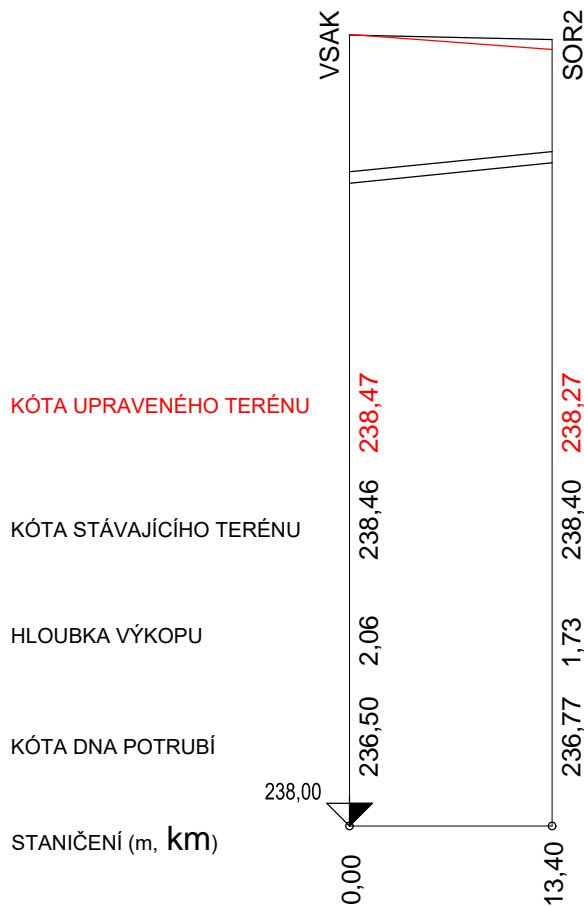 VSAK SOR2
KÓTA UPRAVENÉHO TERÉNU 238,47 238,27
KÓTA STÁVAJÍCÍHO TERÉNU 238,46 238,40
HLOUBKA VÝKOPU 2,06 1,73
KÓTA DNA POTRUBÍ 236,50 236,77
238,00
STANIČENÍ (m, km)
0,00 13,40